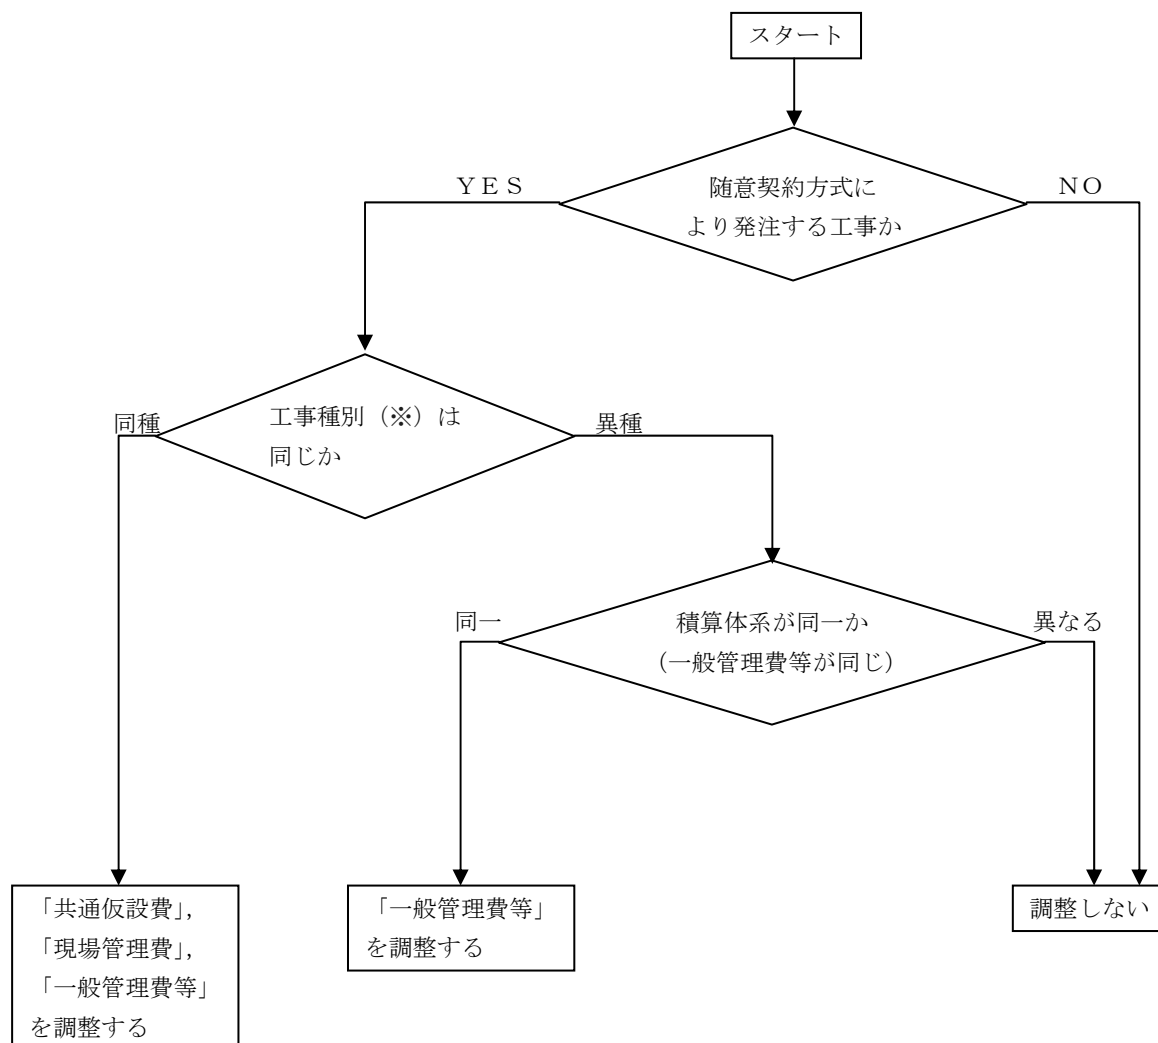 スタート
ＹＥＳ
随意契約方式に
より発注する工事か
ＮＯ
同種
工事種別（※）は
同じか
異種
同一
積算体系が同一か
（一般管理費等が同じ）
異なる
「共通仮設費」，
「現場管理費」，
「一般管理費等」
を調整する
「一般管理費等」
を調整する
調整しない